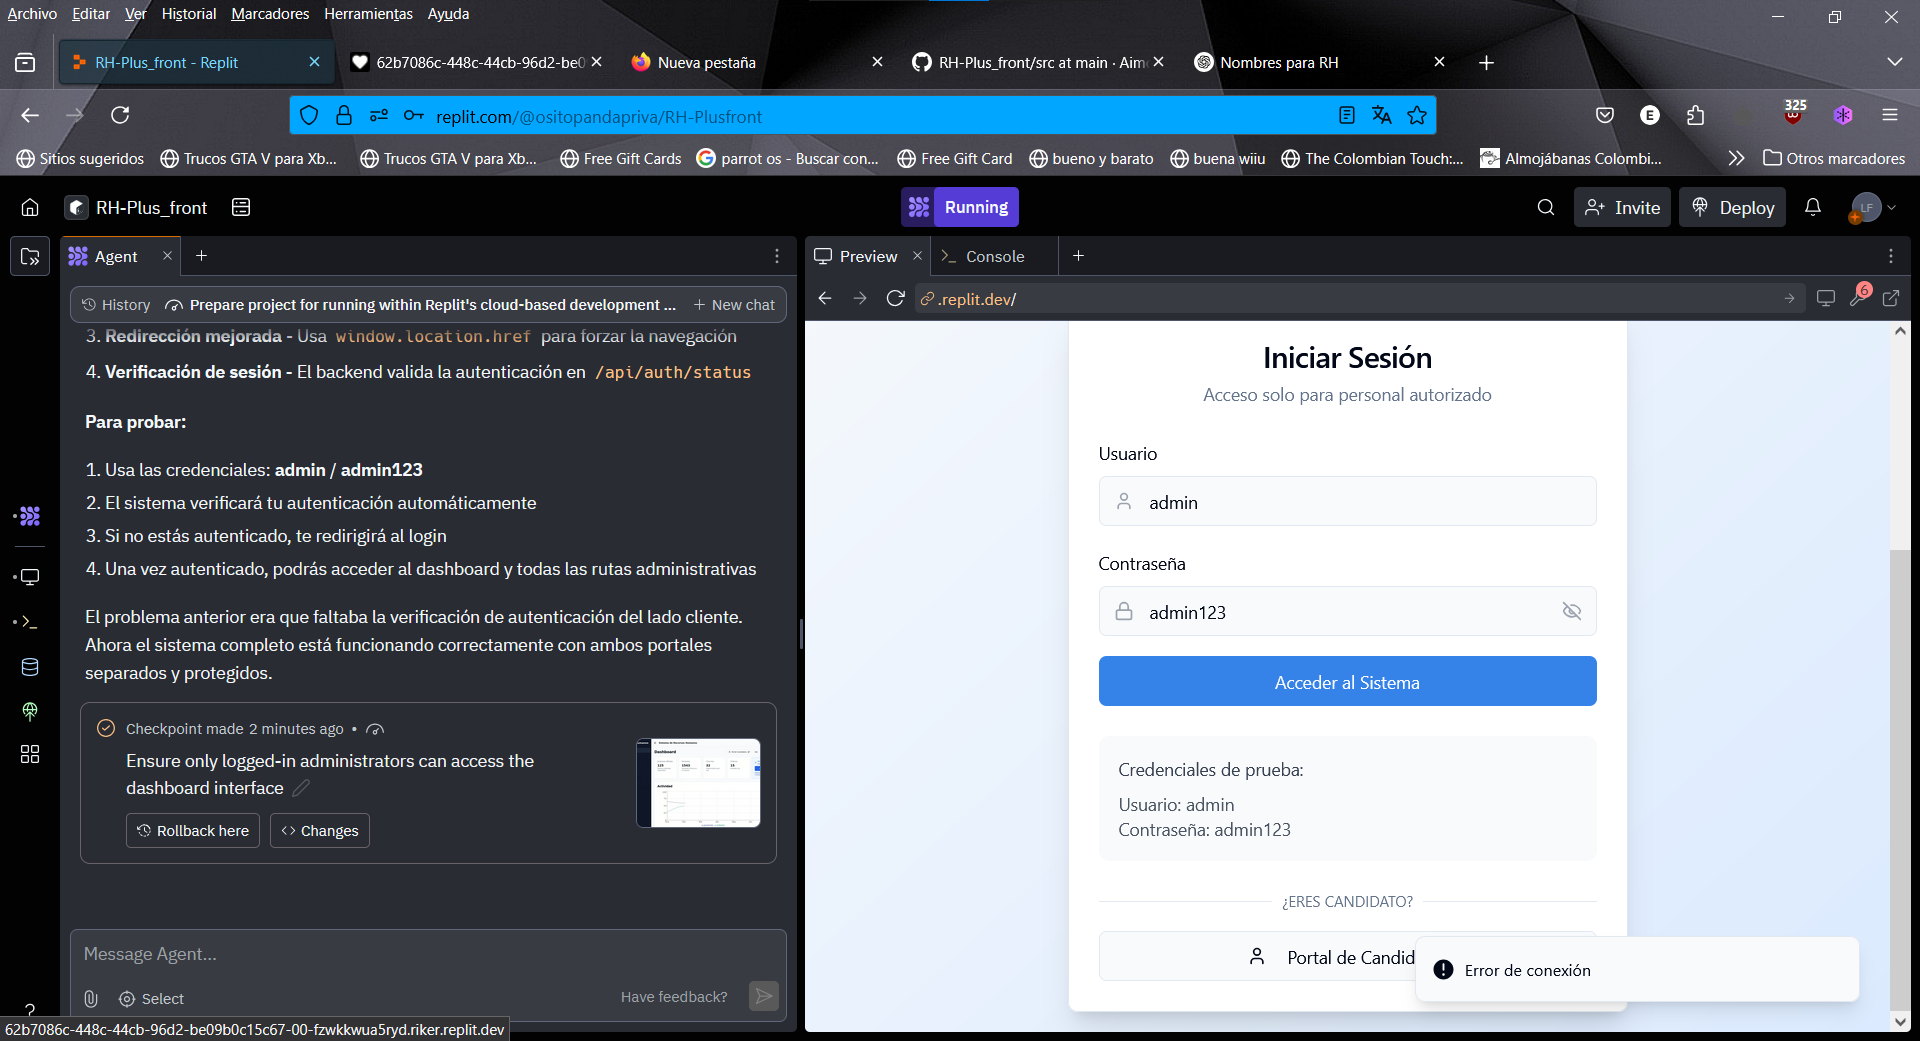 Archivo Editar Ver Historial Marcadores Herramientas Ayuda
RH-Plus_front - Replit
62b7086c-448c-44cb-96d2-be0
Nueva pestaña
RH-Plus_front/src at main · Aim
Nombres para RH
replit.com/@ositopandapriva/RH-Plusfront
E
325
Sitios sugeridos
Trucos GTA V para Xb...
Trucos GTA V para Xb...
Free Gift Cards
parrot os - Buscar con...
Free Gift Card
bueno y barato
buena wiiu
The Colombian Touch:...
Almojábanas Colombi...
Otros marcadores
RH-Plus_front
Running
Invite
Deploy
LF
Agent
History
Prepare project for running within Replit's cloud-based development ...
New chat
3. Redirección mejorada - Usa window.location.href para forzar la navegación
4. Verificación de sesión - El backend valida la autenticación en /api/auth/status
Para probar:
1. Usa las credenciales: admin / admin123
2. El sistema verificará tu autenticación automáticamente
3. Si no estás autenticado, te redirigirá al login
4. Una vez autenticado, podrás acceder al dashboard y todas las rutas administrativas
El problema anterior era que faltaba la verificación de autenticación del lado cliente.
Ahora el sistema completo está funcionando correctamente con ambos portales
separados y protegidos.
Checkpoint made 2 minutes ago •
Ensure only logged-in administrators can access the
dashboard interface
Rollback here
Changes
Dashboard
Message Agent...
Select
Have feedback?
62b7086c-448c-44cb-96d2-be09b0c15c67-00-fzwkkwua5ryd.riker.replit.dev
Preview
Console
.replit.dev/
6
Iniciar Sesión
Acceso solo para personal autorizado
Usuario
admin
Contraseña
admin123
Acceder al Sistema
Credenciales de prueba:
Usuario: admin
Contraseña: admin123
¿ERES CANDIDATO?
Portal de Candid
Error de conexión